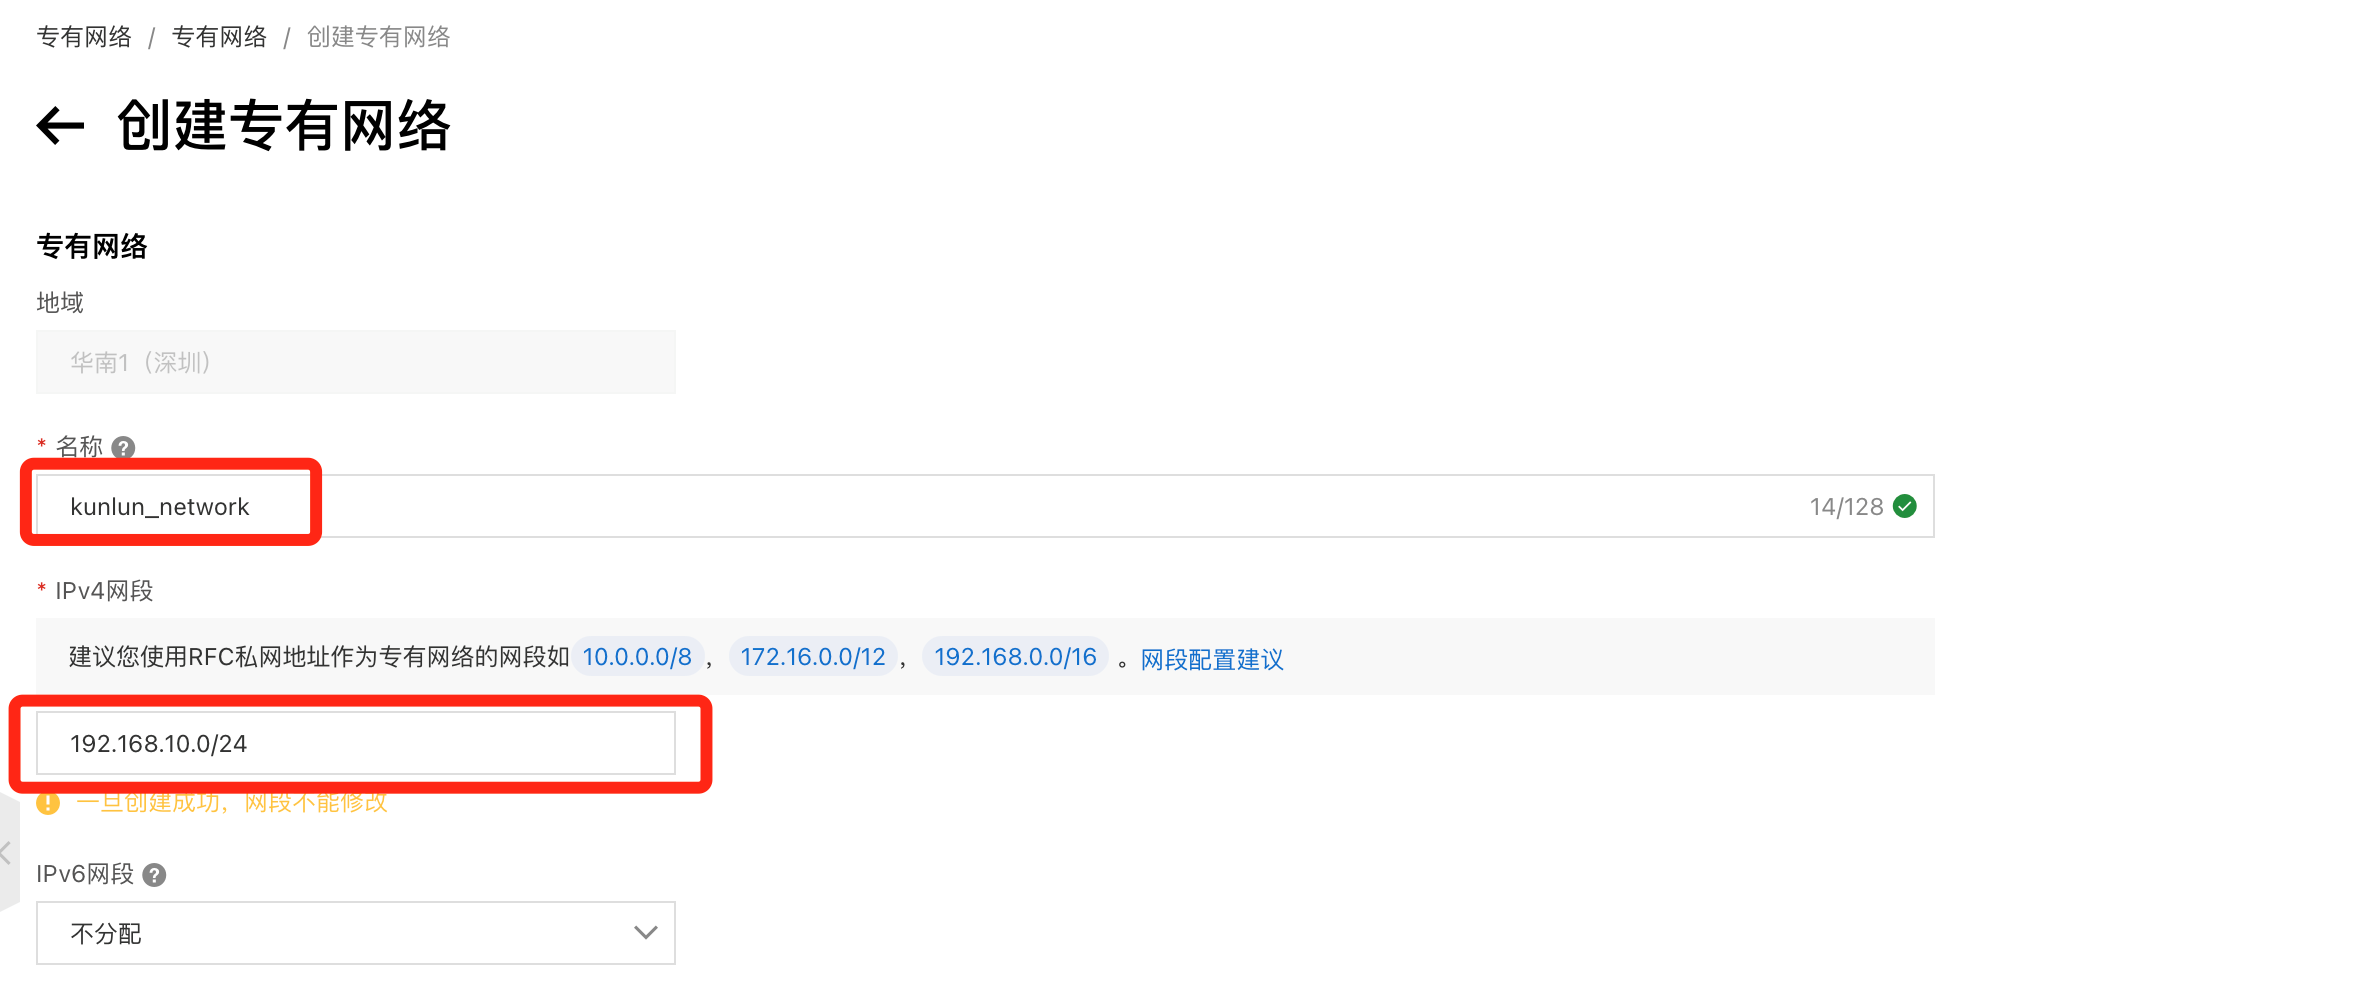 专有网络 / 专有网络 / 创建专有网络
创建专有网络
专有网络
地域
华南1（深圳）
* 名称 ?
kunlun_network 14/128
* IPv4网段
建议您使用RFC私网地址作为专有网络的网段如 10.0.0.0/8 ， 172.16.0.0/12 ， 192.168.0.0/16 。网段配置建议
192.168.10.0/24
一旦创建成功，网段不能修改
IPv6网段 ?
不分配